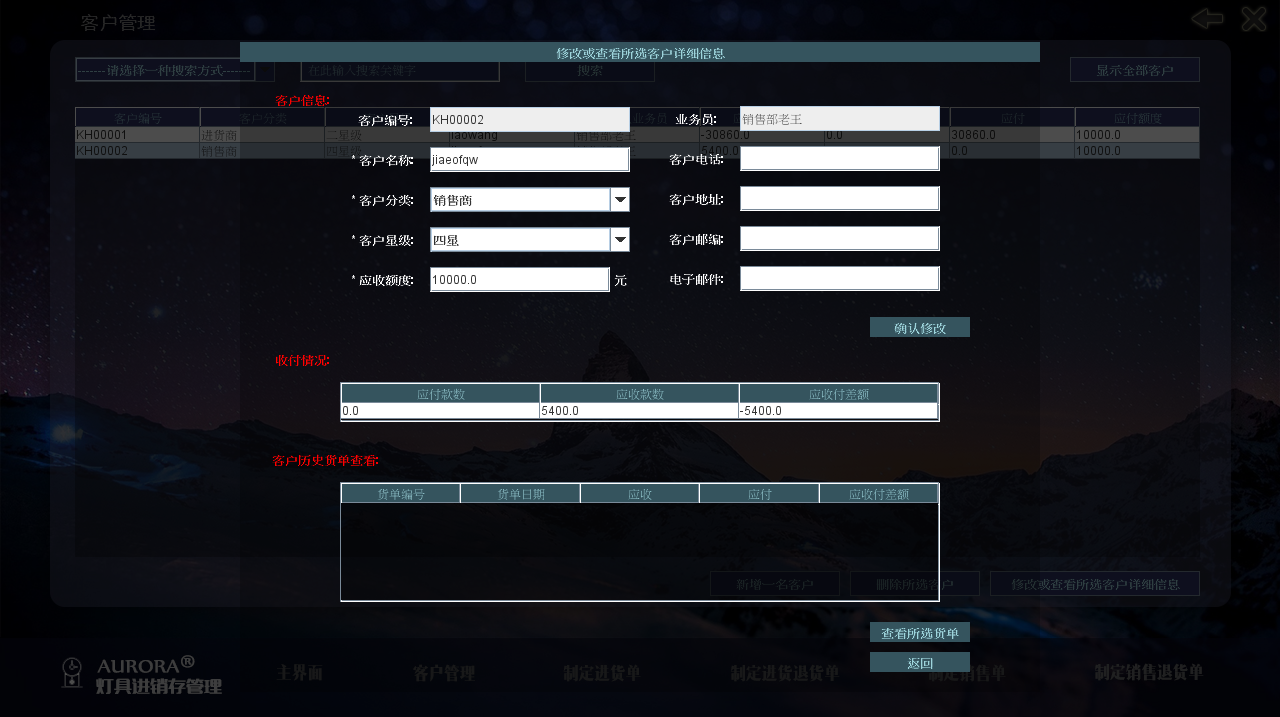 客户管理
修改或查看所选客户详细信息
-------请选择一种搜索方式-------
在此输入搜索关键字
搜索
显示全部客户
客户信息:
客户编号 客户分类 业务员 应付 应付额度
客户编号: KH00002 业务员: 销售部老王
KH00001 进货商 二星级 laowang 销售部老王 -30860.0 0.0 30860.0 10000.0
KH00002 销售商 四星级 5400.0 0.0 10000.0
* 客户名称: jiaeofqw 客户电话:
* 客户分类: 销售商 客户地址:
* 客户星级: 四星 客户邮编:
* 应收额度: 10000.0 元 电子邮件:
确认修改
收付情况:
应付款数 应收款数 应收付差额
0.0 5400.0 -5400.0
客户历史货单查看:
货单编号 货单日期 应收 应付 应收付差额
新增一名客户 删除所选客户 修改或查看所选客户详细信息
查看所选货单
返回
AURORA®
灯具进销存管理
主界面 客户管理 制定进货单 制定进货退货单 制定销售单 制定销售退货单